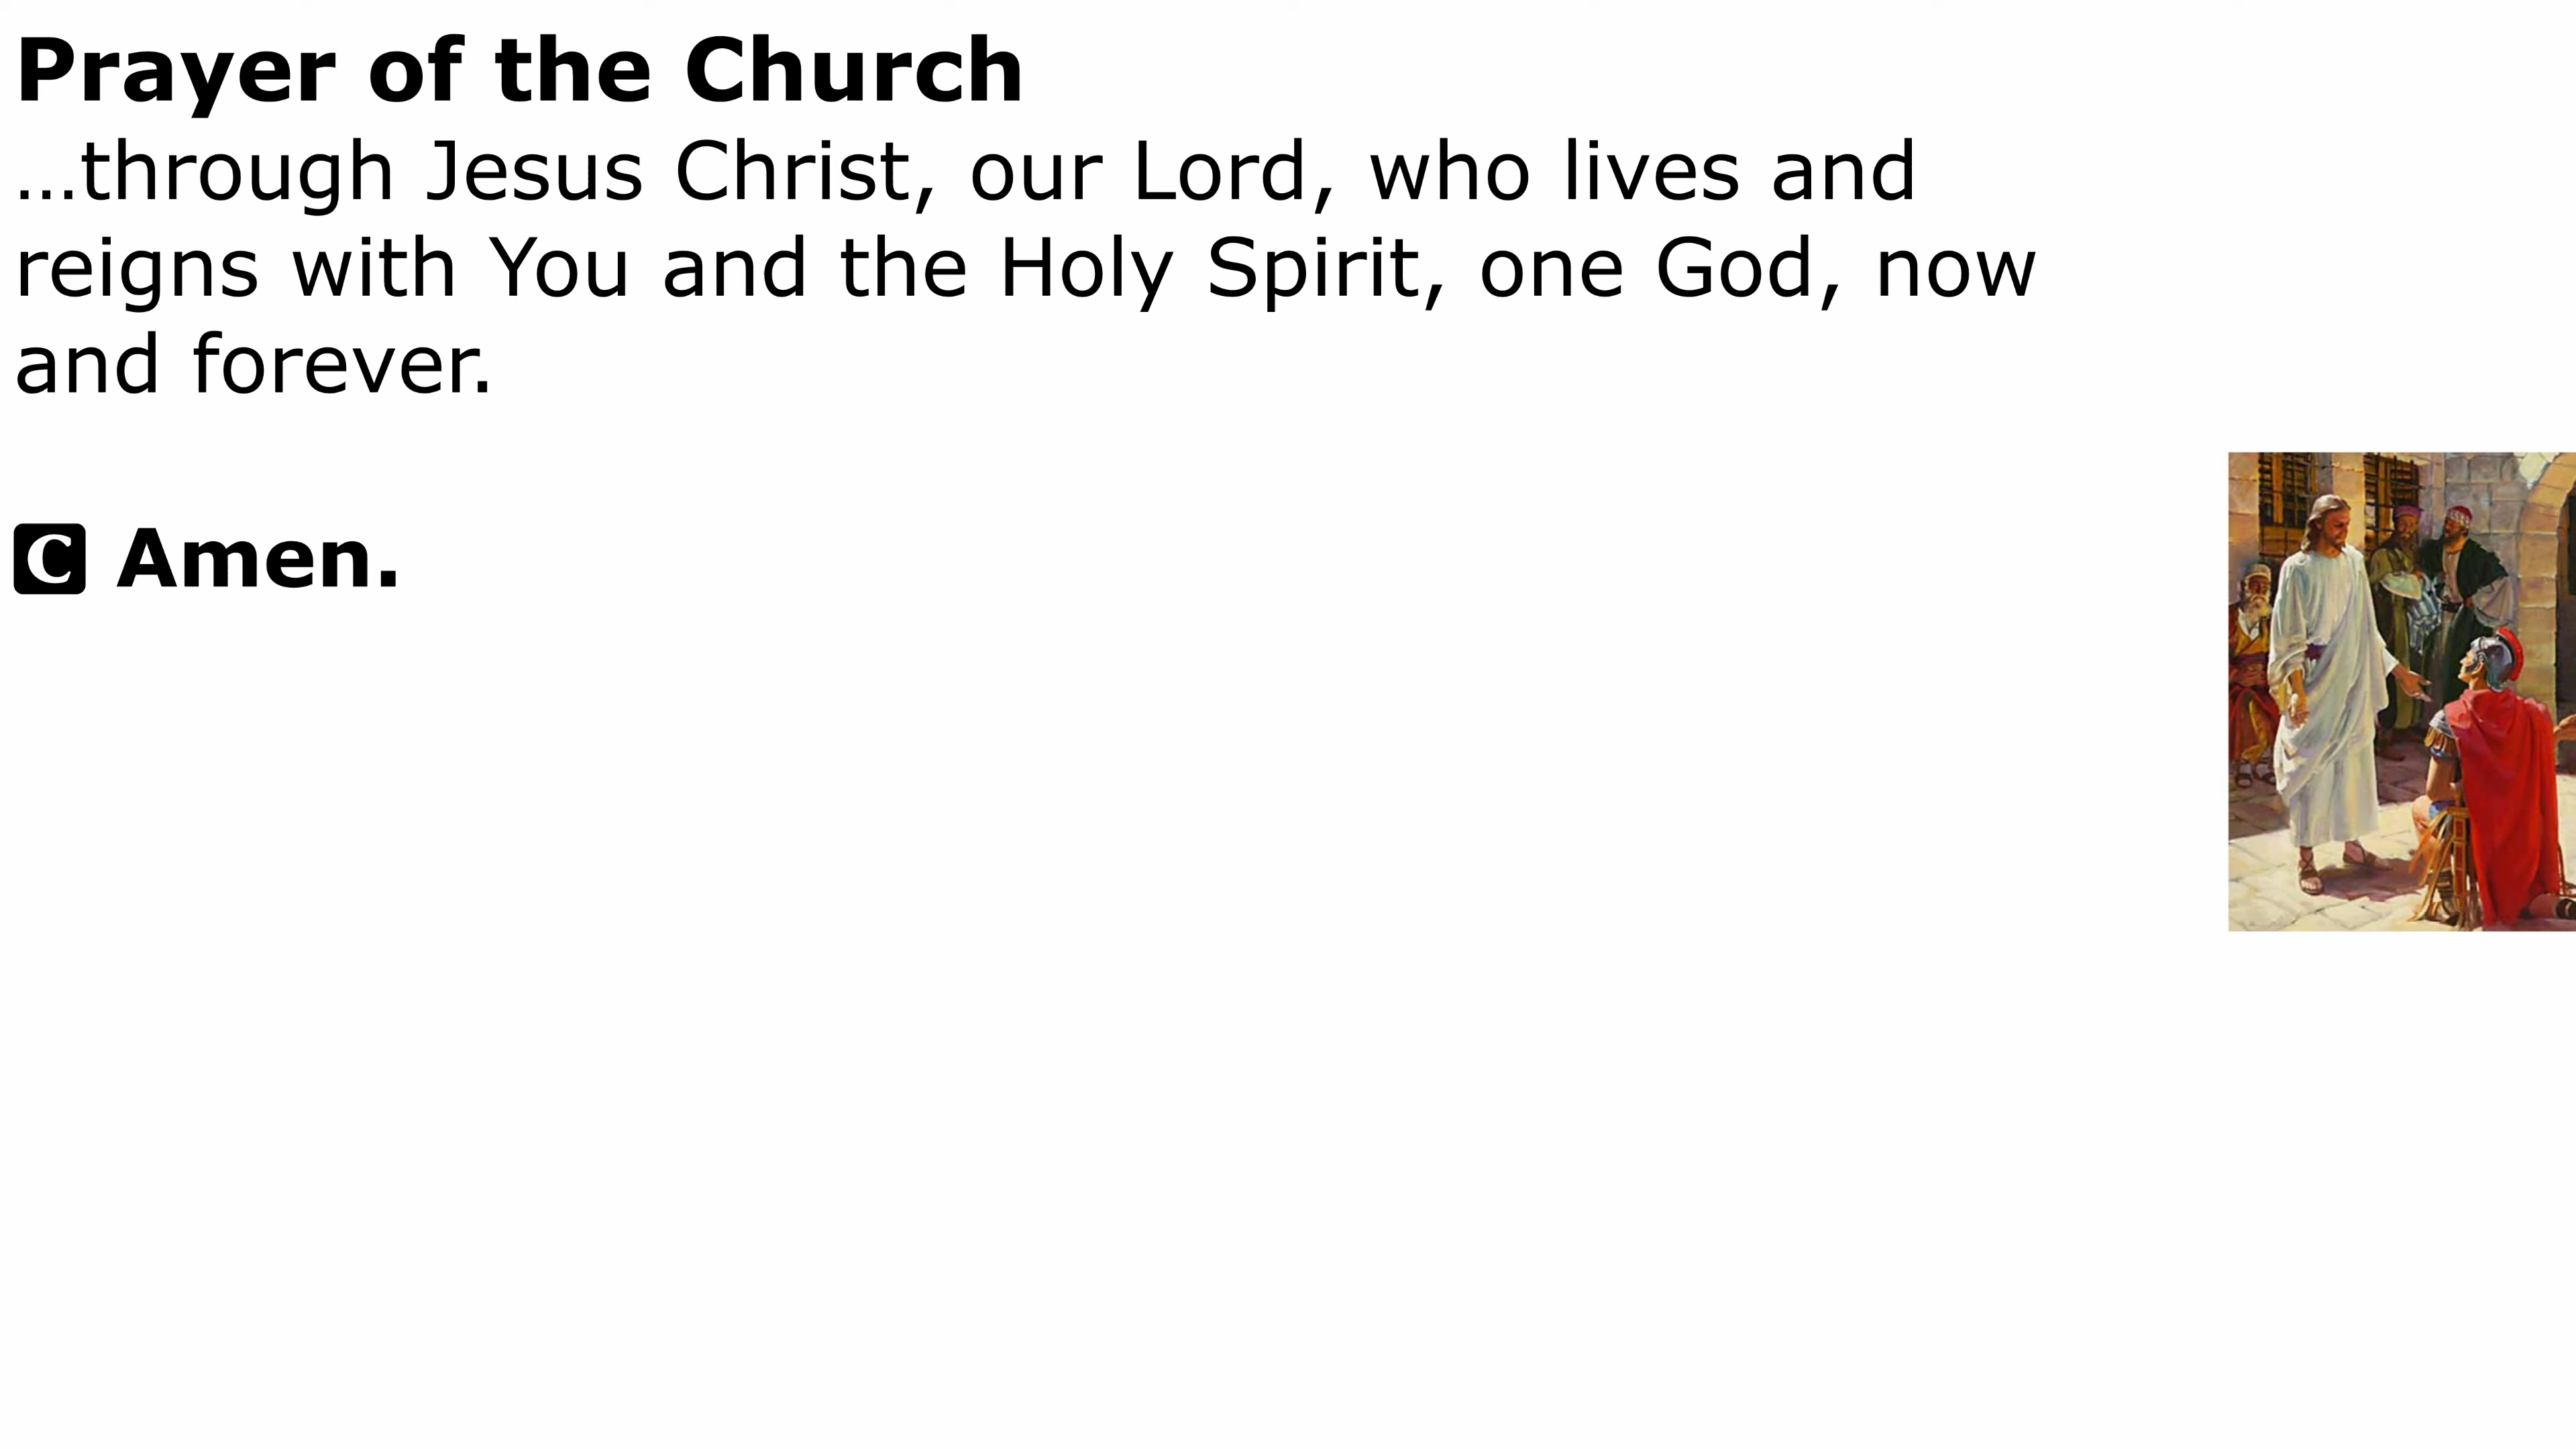 Prayer of the Church
…through Jesus Christ, our Lord, who lives and
reigns with You and the Holy Spirit, one God, now
and forever.
C Amen.